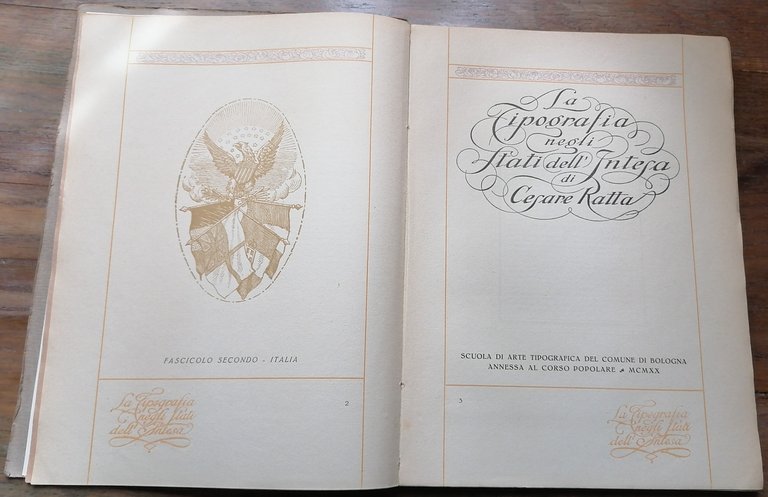 FASCICOLO SECONDO - ITALIA
La Tipografia
negli Stati
dell' Intesa
2
La
Tipografia
negli
Stati dell' Intesa
di
Cesare Ratta
SCUOLA DI ARTE TIPOGRAFICA DEL COMUNE DI BOLOGNA
ANNESSA AL CORSO POPOLARE MCMXX
3
La Tipografia
negli Stati
dell' Intesa